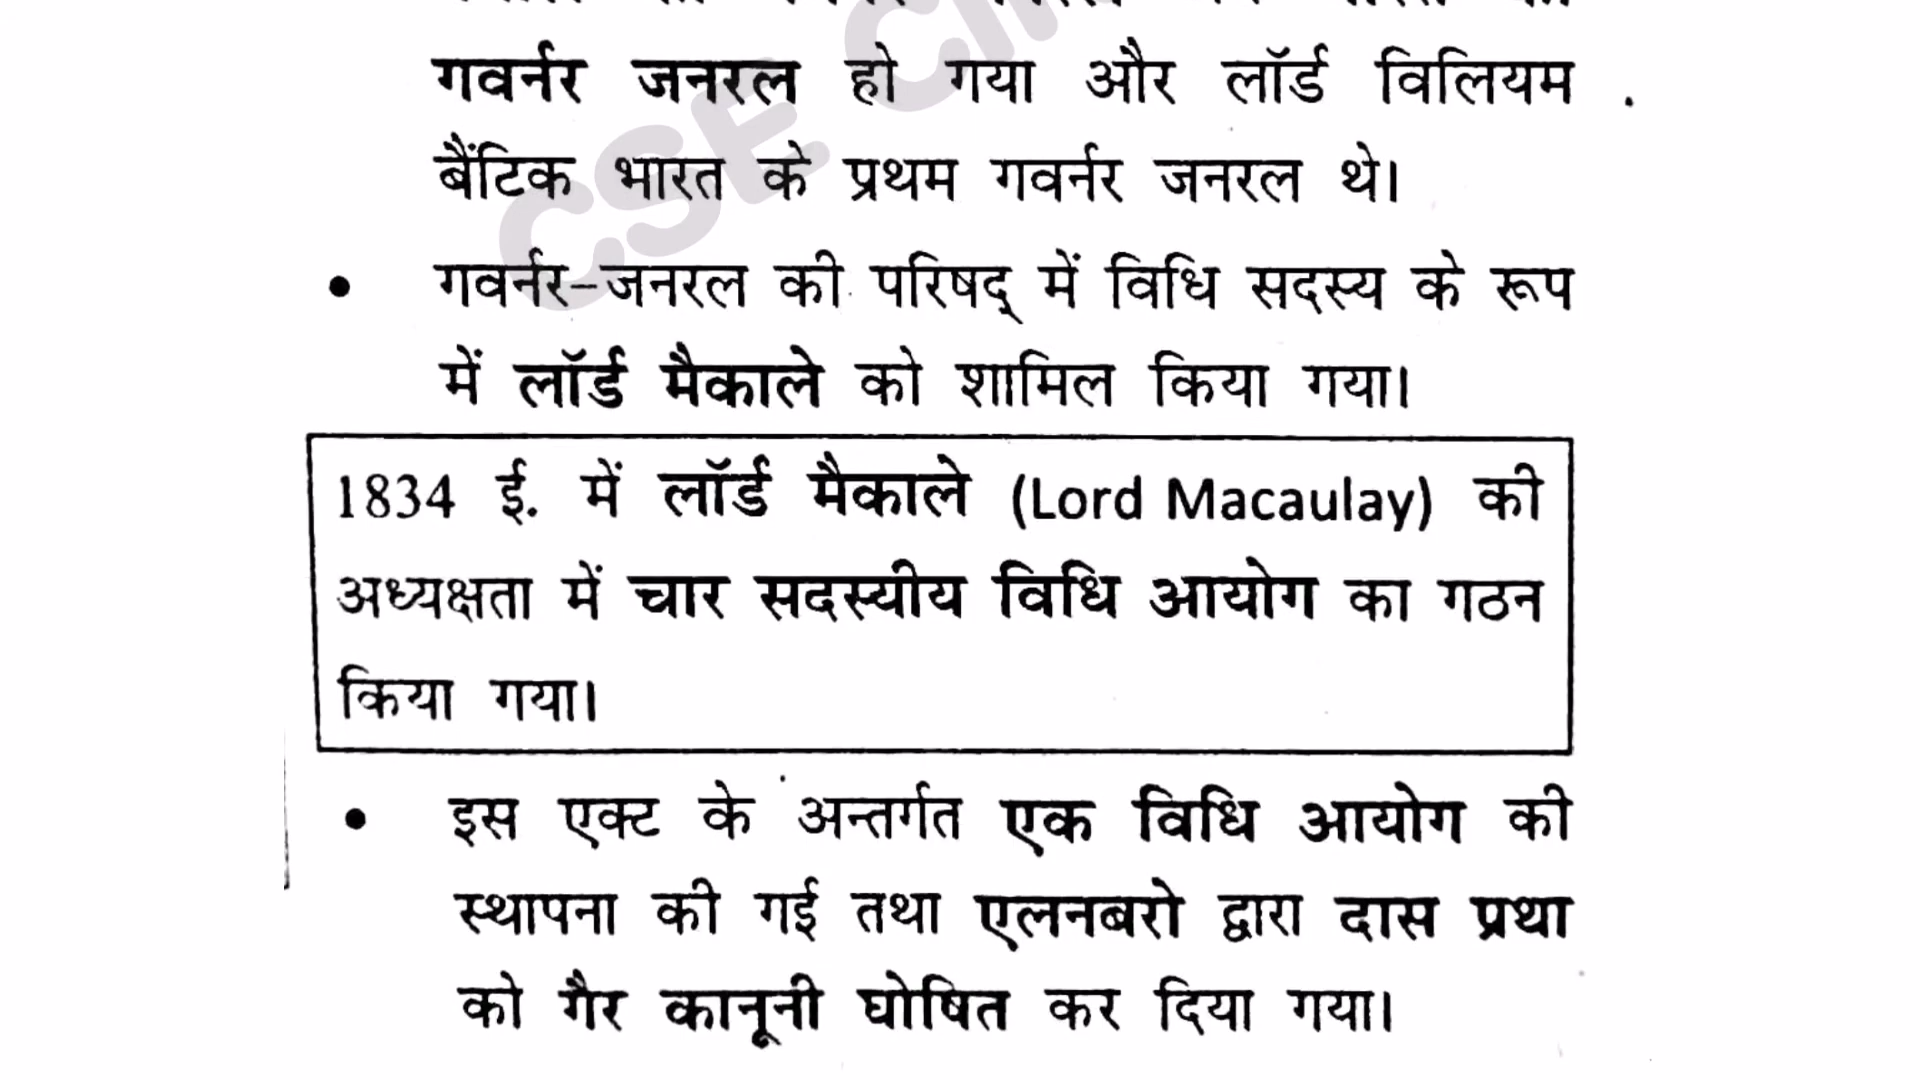 गवर्नर जनरल हो गया और लॉर्ड विलियम
बैंटिक भारत के प्रथम गवर्नर जनरल थे।
• गवर्नर-जनरल की परिषद् में विधि सदस्य के रूप
में लॉर्ड मैकाले को शामिल किया गया।
1834 ई. में लॉर्ड मैकाले (Lord Macaulay) की
अध्यक्षता में चार सदस्यीय विधि आयोग का गठन
किया गया।
• इस एक्ट के अन्तर्गत एक विधि आयोग की
स्थापना की गई तथा एलनबरो द्वारा दास प्रथा
को गैर कानूनी घोषित कर दिया गया।
CSE